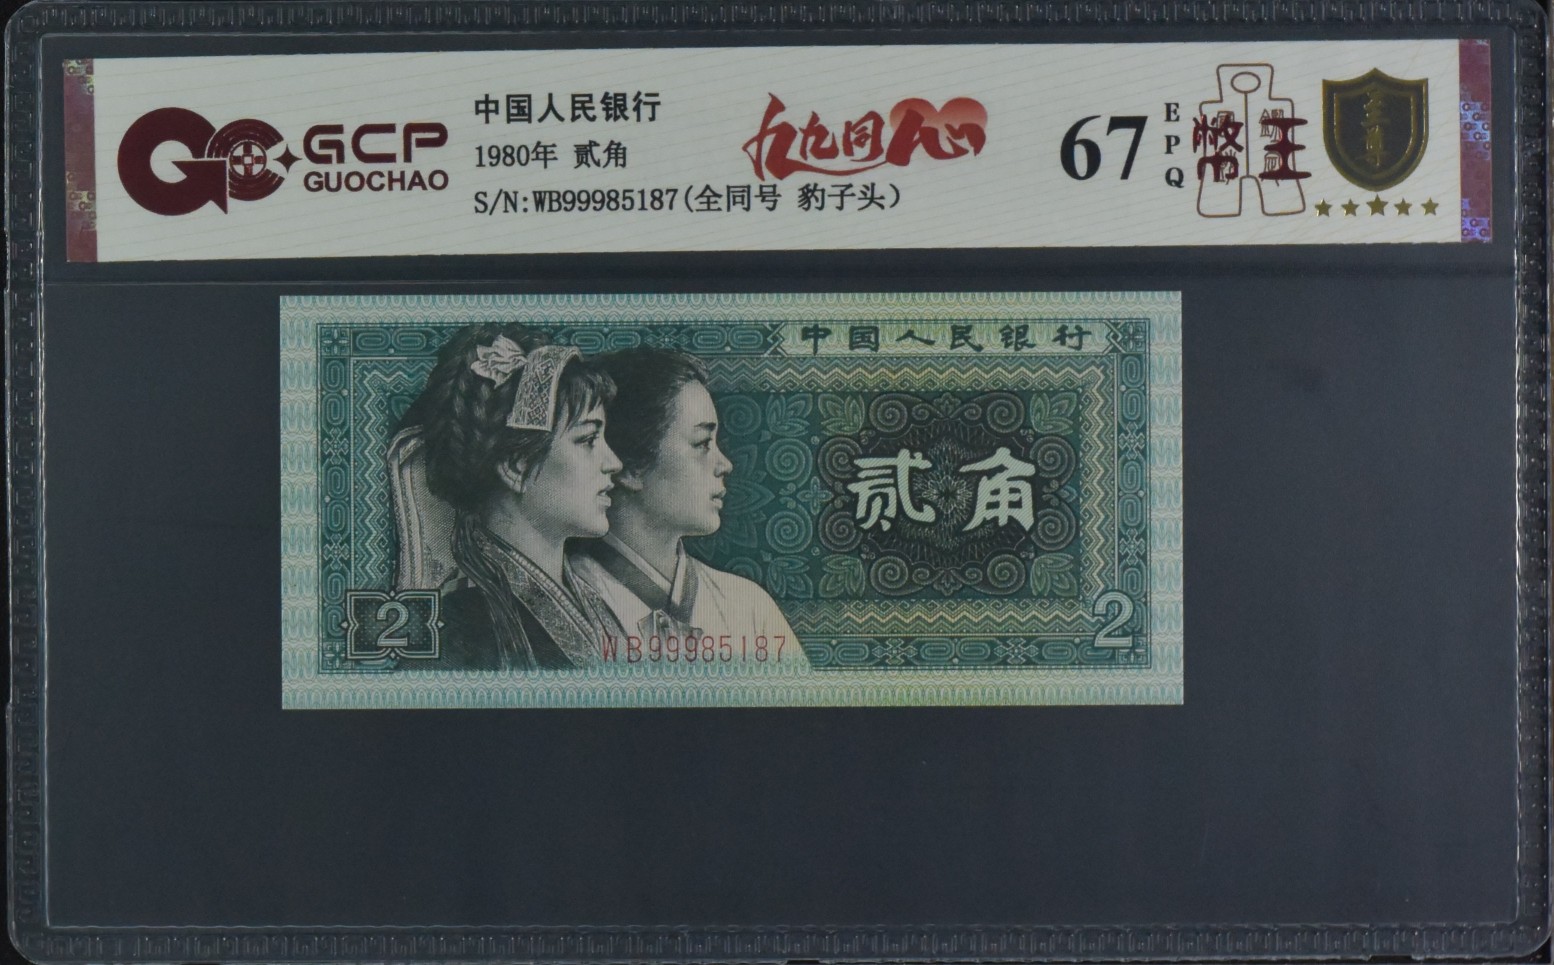 GCP
GUOCHAO
中国人民银行
1980年 贰角
S/N:WB99985187(全同号 豹子头)
九九同心
67
EPQ
至尊
中国人民银行
贰角
2
2
WB99985187